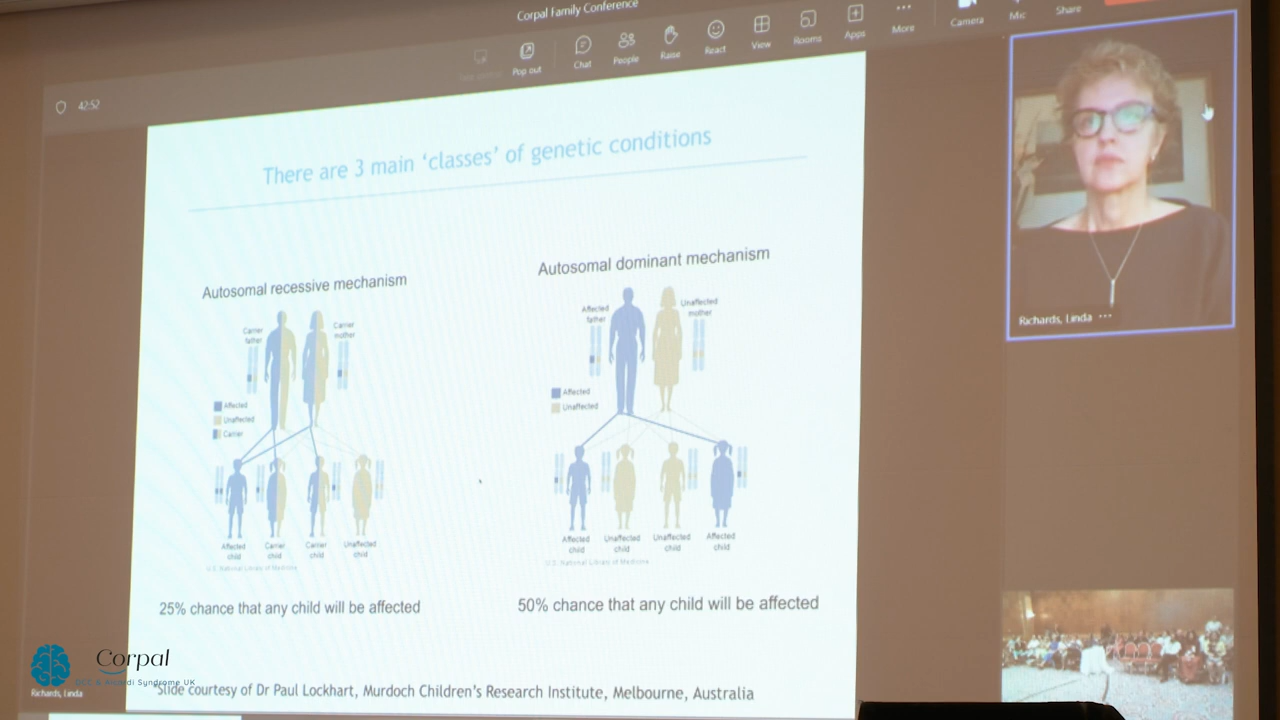 Corpal Family Conference
Pop out
Chat
People
Raise
React
View
Rooms
Apps
More
Camera
Mic
Share
42:52
There are 3 main ‘classes’ of genetic conditions
Autosomal recessive mechanism
Carrier father
Carrier mother
Affected
Unaffected
Carrier
Affected child
Carrier child
Carrier child
Unaffected child
U.S. National Library of Medicine
25% chance that any child will be affected
Autosomal dominant mechanism
Affected father
Unaffected mother
Affected
Unaffected
Affected child
Unaffected child
Unaffected child
Affected child
U.S. National Library of Medicine
50% chance that any child will be affected
*Slide courtesy of Dr Paul Lockhart, Murdoch Children's Research Institute, Melbourne, Australia
Richards, Linda
Corpal
DCC & Aicardi Syndrome UK
Richards, Linda